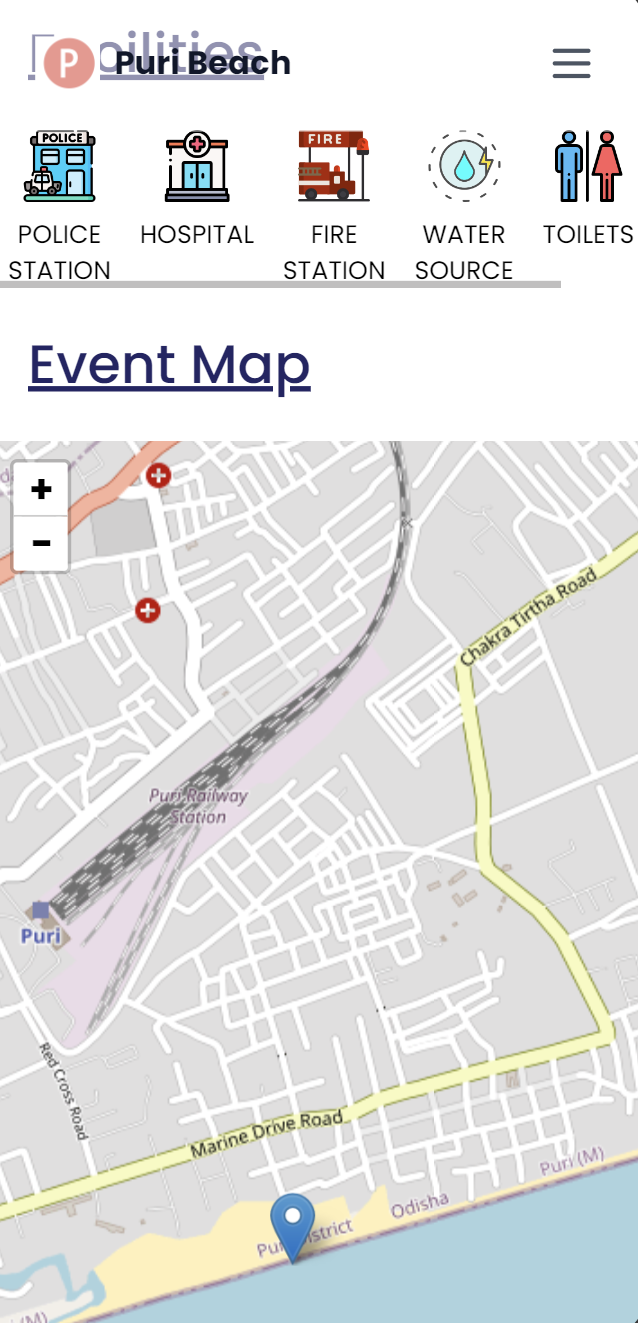 Facilities
P Puri Beach
POLICE
FIRE
POLICE STATION
HOSPITAL
FIRE STATION
WATER SOURCE
TOILETS
Event Map
+
-
Chakra Tirtha Road
Puri Railway
Station
Puri
Red Cross Road
Marine Drive Road
Puri (M)
Odisha
Puri District
(M)